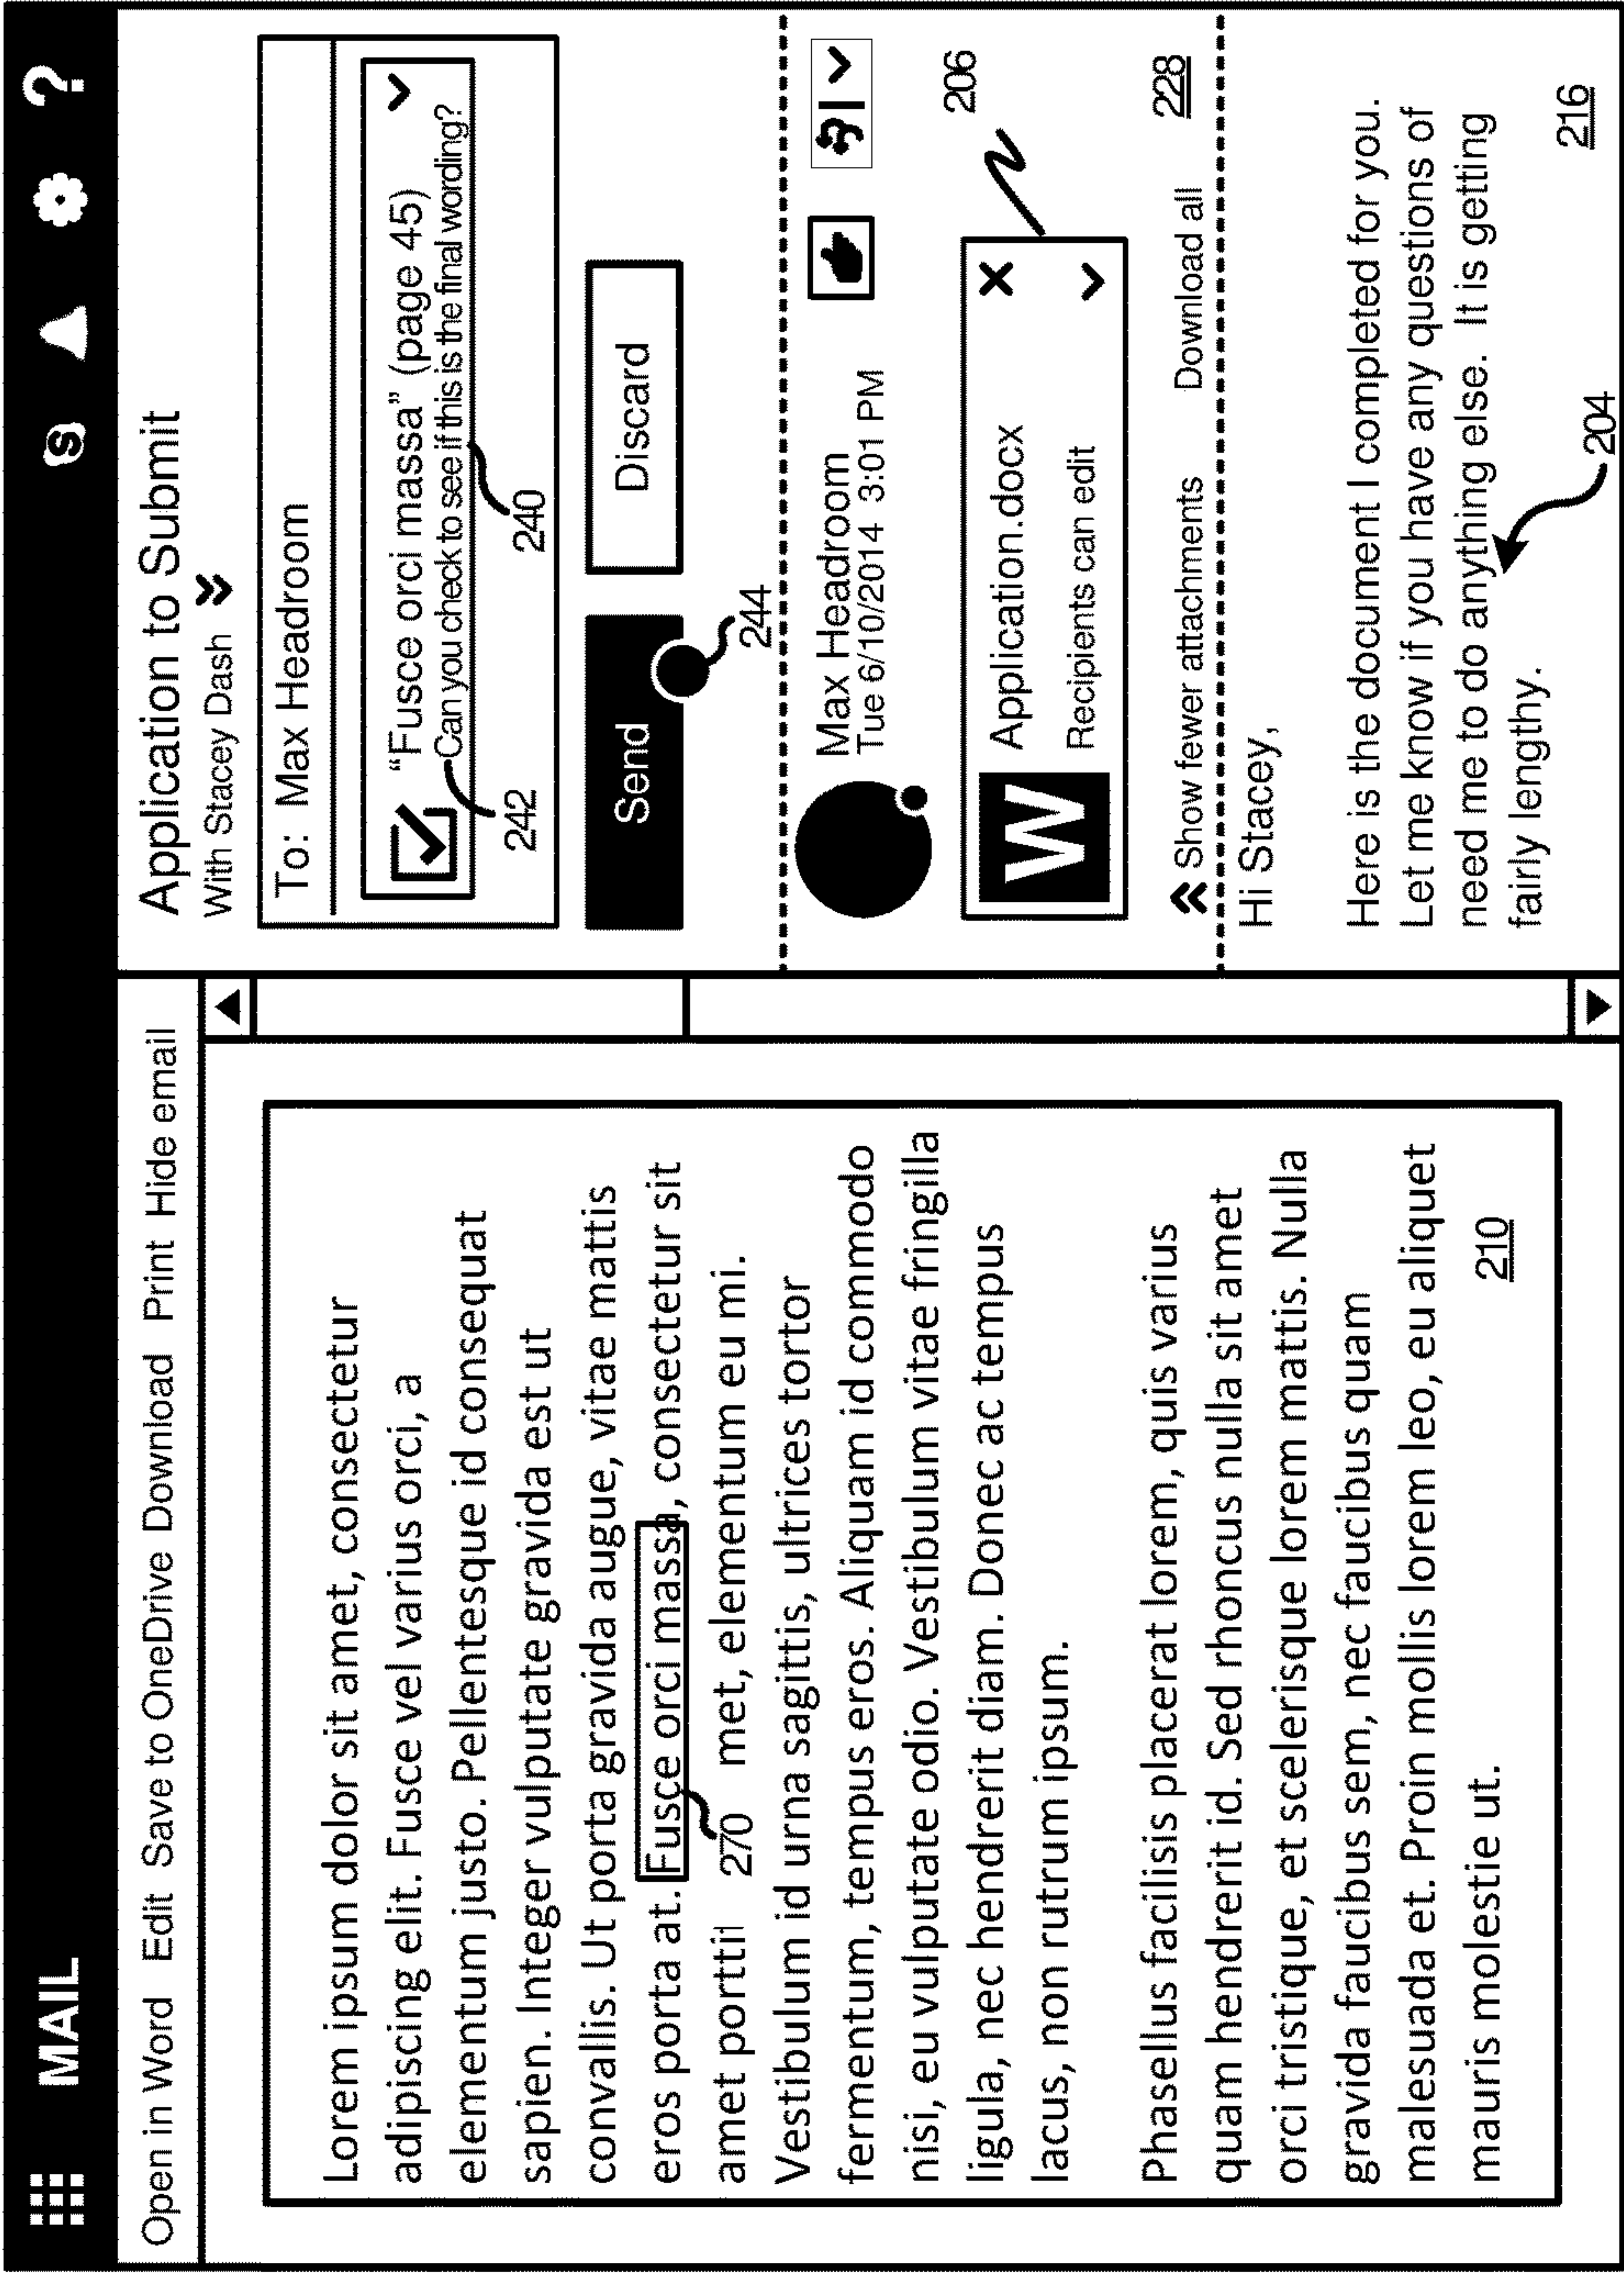 MAIL
S
?
Open in Word Edit Save to OneDrive Download Print Hide email
Lorem ipsum dolor sit amet, consectetur
adipiscing elit. Fusce vel varius orci, a
elementum justo. Pellentesque id consequat
sapien. Integer vulputate gravida est ut
convallis. Ut porta gravida augue, vitae mattis
eros porta at. Fusce orci massa, consectetur sit
amet porttil 270 met, elementum eu mi.
Vestibulum id urna sagittis, ultrices tortor
fermentum, tempus eros. Aliquam id commodo
nisi, eu vulputate odio. Vestibulum vitae fringilla
ligula, nec hendrerit diam. Donec ac tempus
lacus, non rutrum ipsum.
Phasellus facilisis placerat lorem, quis varius
quam hendrerit id. Sed rhoncus nulla sit amet
orci tristique, et scelerisque lorem mattis. Nulla
gravida faucibus sem, nec faucibus quam
malesuada et. Proin mollis lorem leo, eu aliquet
mauris molestie ut.
210
Application to Submit
With Stacey Dash
To: Max Headroom
“Fusce orci massa” (page 45)
Can you check to see if this is the final wording?
242
240
Send
Discard
244
Max Headroom
Tue 6/10/2014 3:01 PM
206
W
Application.docx
Recipients can edit
Show fewer attachments Download all
228
Hi Stacey,
Here is the document I completed for you.
Let me know if you have any questions of
need me to do anything else. It is getting
fairly lengthy.
204
216